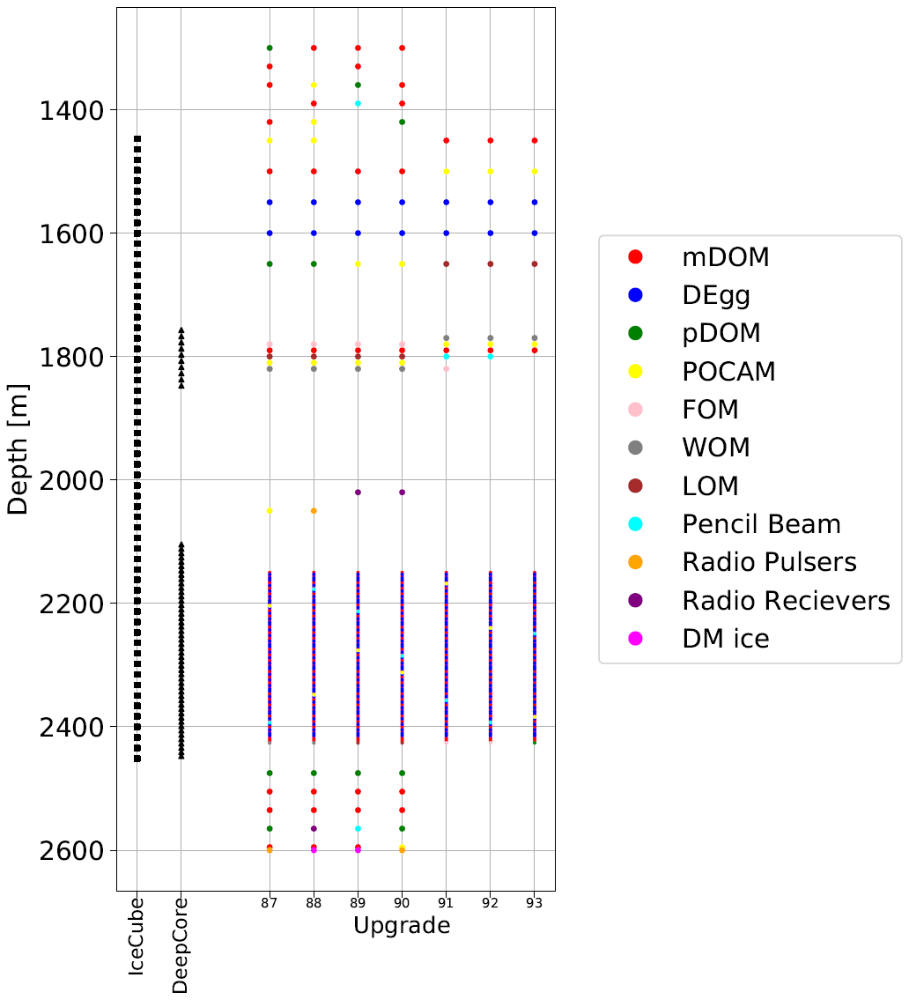 1400
1600
1800
2000
2200
2400
2600
Depth [m]
IceCube
DeepCore
87 88 89 90 91 92 93
Upgrade
mDOM
DEgg
pDOM
POCAM
FOM
WOM
LOM
Pencil Beam
Radio Pulsers
Radio Recievers
DM ice